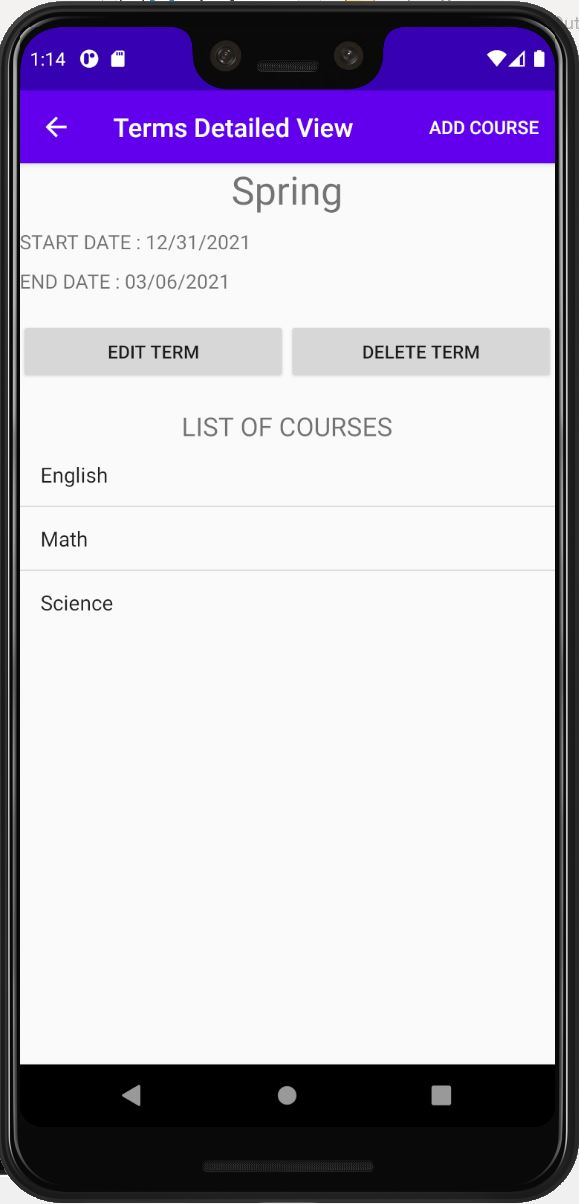 1:14
Terms Detailed View ADD COURSE
Spring
START DATE : 12/31/2021
END DATE : 03/06/2021
EDIT TERM DELETE TERM
LIST OF COURSES
English
Math
Science